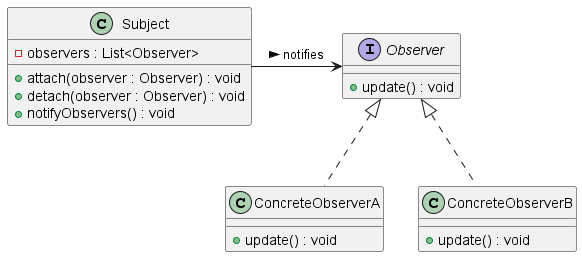 C Subject
observers : List<Observer>
attach(observer : Observer) : void
detach(observer : Observer) : void
notifyObservers() : void
notifies
I Observer
update() : void
C ConcreteObserverA
update() : void
C ConcreteObserverB
update() : void